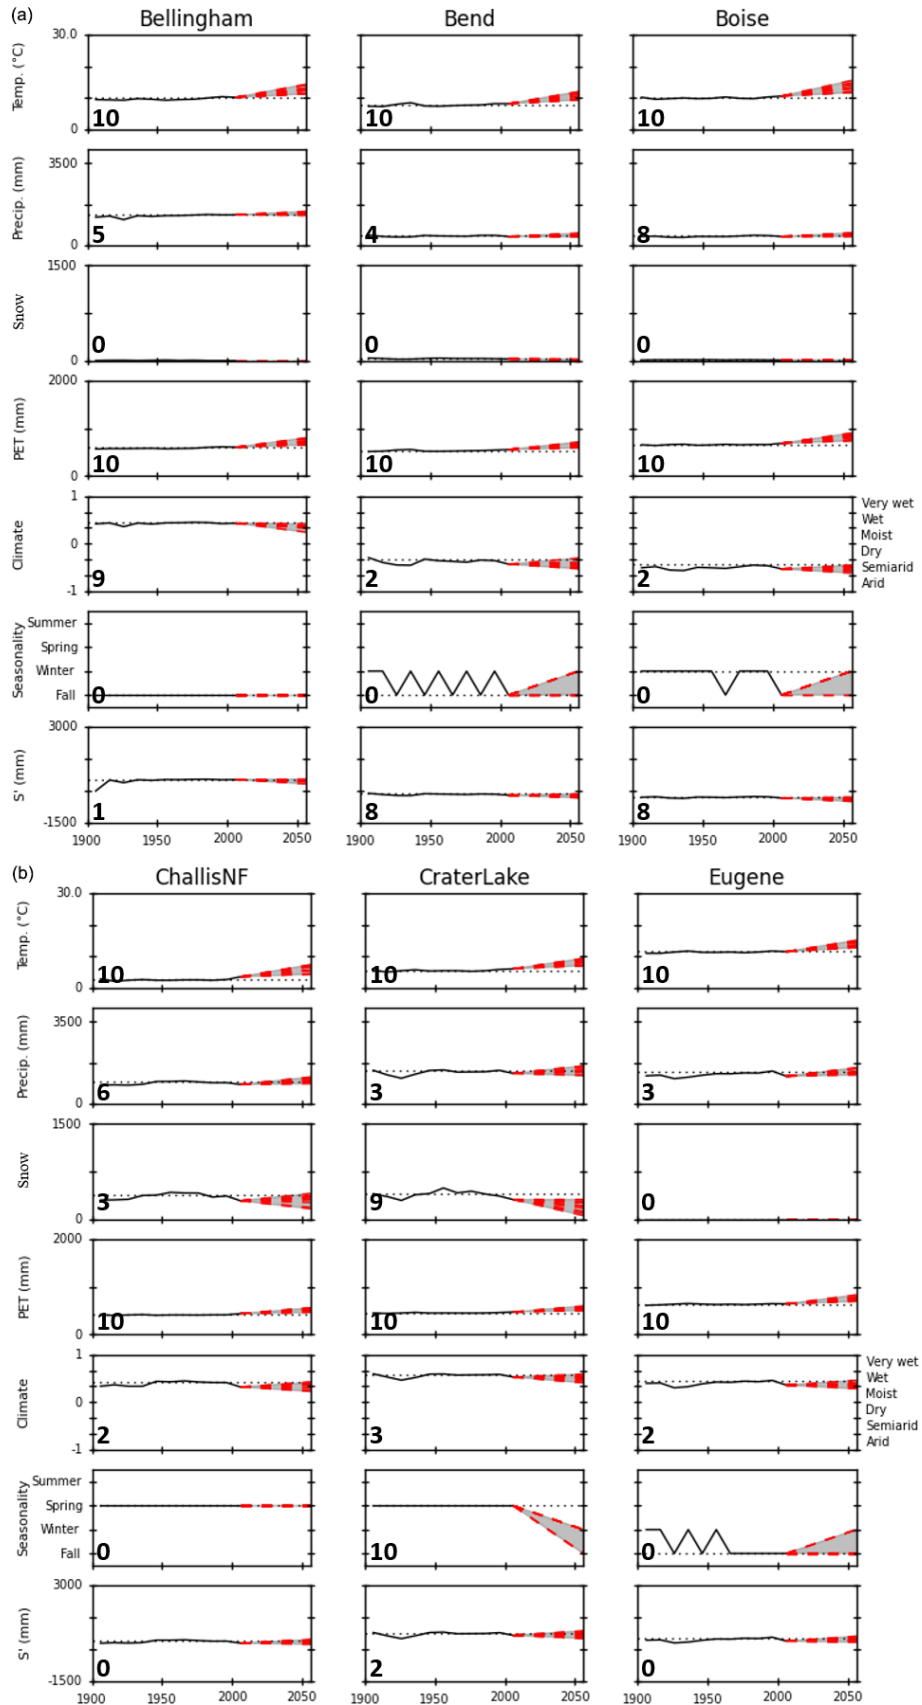 (a)
Bellingham Bend Boise
30.0
Temp. (°C)
0
10 10 10
3500
Precip. (mm)
0
5 4 8
1500
Snow
0
0 0 0
2000
PET (mm)
0
10 10 10
1
Climate
0
-1
9 2 2
Very wet
Wet
Moist
Dry
Semiarid
Arid
Seasonality
Summer
Spring
Winter
Fall
0 0 0
3000
S' (mm)
-1500
1 8 8
1900 1950 2000 2050 1900 1950 2000 2050 1900 1950 2000 2050
(b)
ChallisNF CraterLake Eugene
30.0
Temp. (°C)
0
10 10 10
3500
Precip. (mm)
0
6 3 3
1500
Snow
0
3 9 0
2000
PET (mm)
0
10 10 10
1
Climate
0
-1
2 3 2
Very wet
Wet
Moist
Dry
Semiarid
Arid
Seasonality
Summer
Spring
Winter
Fall
0 10 0
3000
S' (mm)
-1500
0 2 0
1900 1950 2000 2050 1900 1950 2000 2050 1900 1950 2000 2050